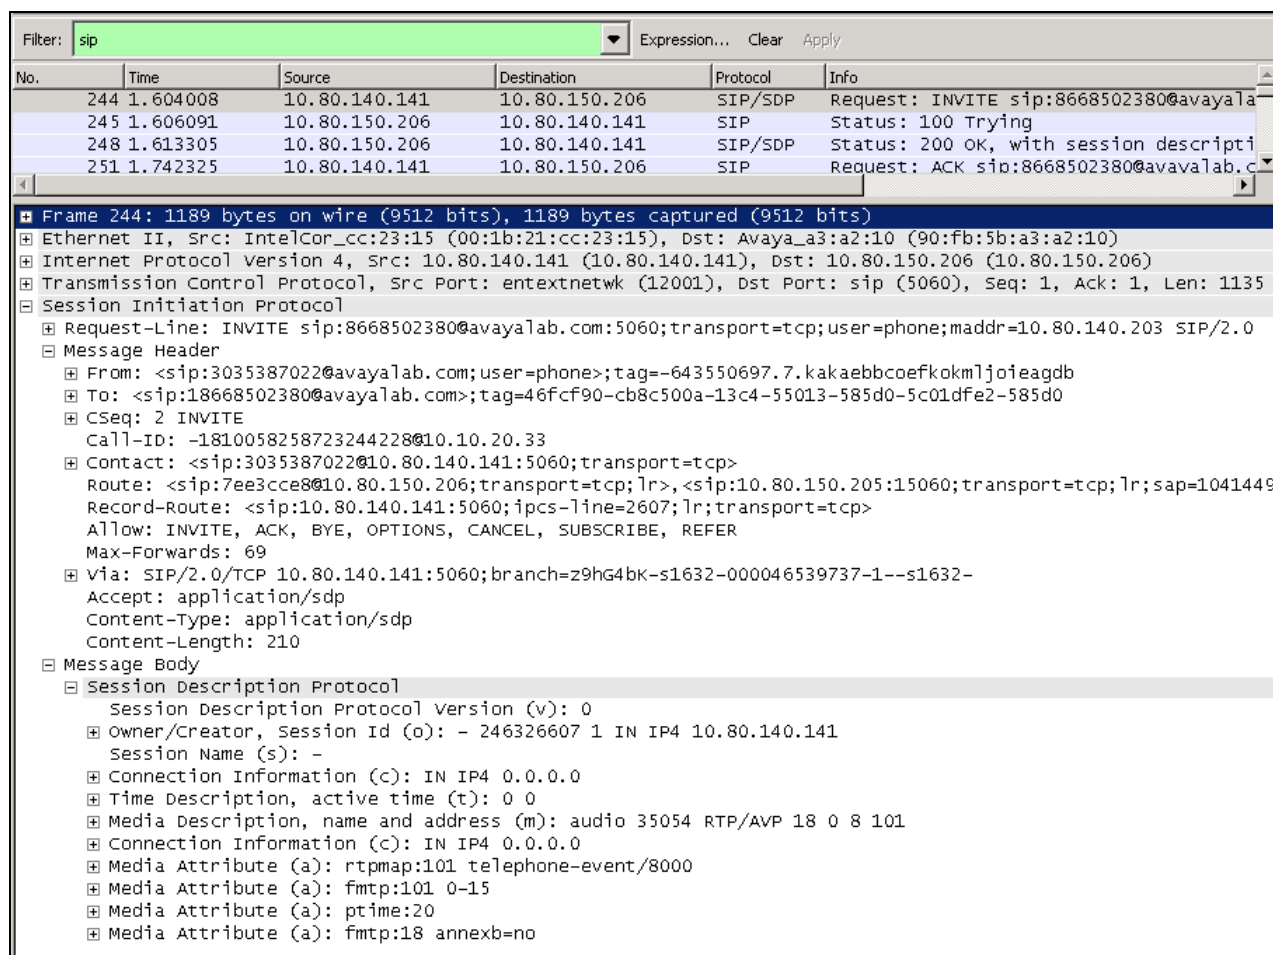 Filter: sip Expression... Clear Apply
No. Time Source Destination Protocol Info
244 1.604008 10.80.140.141 10.80.150.206 SIP/SDP Request: INVITE sip:8668502380@avayala
245 1.606091 10.80.150.206 10.80.140.141 SIP Status: 100 Trying
248 1.613305 10.80.150.206 10.80.140.141 SIP/SDP Status: 200 OK, with session descripti
251 1.742325 10.80.140.141 10.80.150.206 SIP Request: ACK sip:8668502380@avayalab.c
Frame 244: 1189 bytes on wire (9512 bits), 1189 bytes captured (9512 bits)
Ethernet II, Src: IntelCor_cc:23:15 (00:1b:21:cc:23:15), Dst: Avaya_a3:a2:10 (90:fb:5b:a3:a2:10)
Internet Protocol Version 4, Src: 10.80.140.141 (10.80.140.141), Dst: 10.80.150.206 (10.80.150.206)
Transmission Control Protocol, Src Port: entextnetwk (12001), Dst Port: sip (5060), Seq: 1, Ack: 1, Len: 1135
Session Initiation Protocol
Request-Line: INVITE sip:8668502380@avayalab.com:5060;transport=tcp;user=phone;maddr=10.80.140.203 SIP/2.0
Message Header
From: <sip:3035387022@avayalab.com;user=phone>;tag=-643550697.7.kakaebbcoefkokmljoieagdb
To: <sip:18668502380@avayalab.com>;tag=46fcf90-cb8c500a-13c4-55013-585d0-5c01dfe2-585d0
CSeq: 2 INVITE
Call-ID: -1810058258723244228@10.10.20.33
Contact: <sip:3035387022@10.80.140.141:5060;transport=tcp>
Route: <sip:7ee3cce8@10.80.150.206;transport=tcp;lr>,<sip:10.80.150.205:15060;transport=tcp;lr;sap=1041449
Record-Route: <sip:10.80.140.141:5060;ipcs-line=2607;lr;transport=tcp>
Allow: INVITE, ACK, BYE, OPTIONS, CANCEL, SUBSCRIBE, REFER
Max-Forwards: 69
Via: SIP/2.0/TCP 10.80.140.141:5060;branch=z9hG4bK-s1632-000046539737-1--s1632-
Accept: application/sdp
Content-Type: application/sdp
Content-Length: 210
Message Body
Session Description Protocol
Session Description Protocol Version (v): 0
Owner/Creator, Session Id (o): - 246326607 1 IN IP4 10.80.140.141
Session Name (s): -
Connection Information (c): IN IP4 0.0.0.0
Time Description, active time (t): 0 0
Media Description, name and address (m): audio 35054 RTP/AVP 18 0 8 101
Connection Information (c): IN IP4 0.0.0.0
Media Attribute (a): rtpmap:101 telephone-event/8000
Media Attribute (a): fmtp:101 0-15
Media Attribute (a): ptime:20
Media Attribute (a): fmtp:18 annexb=no